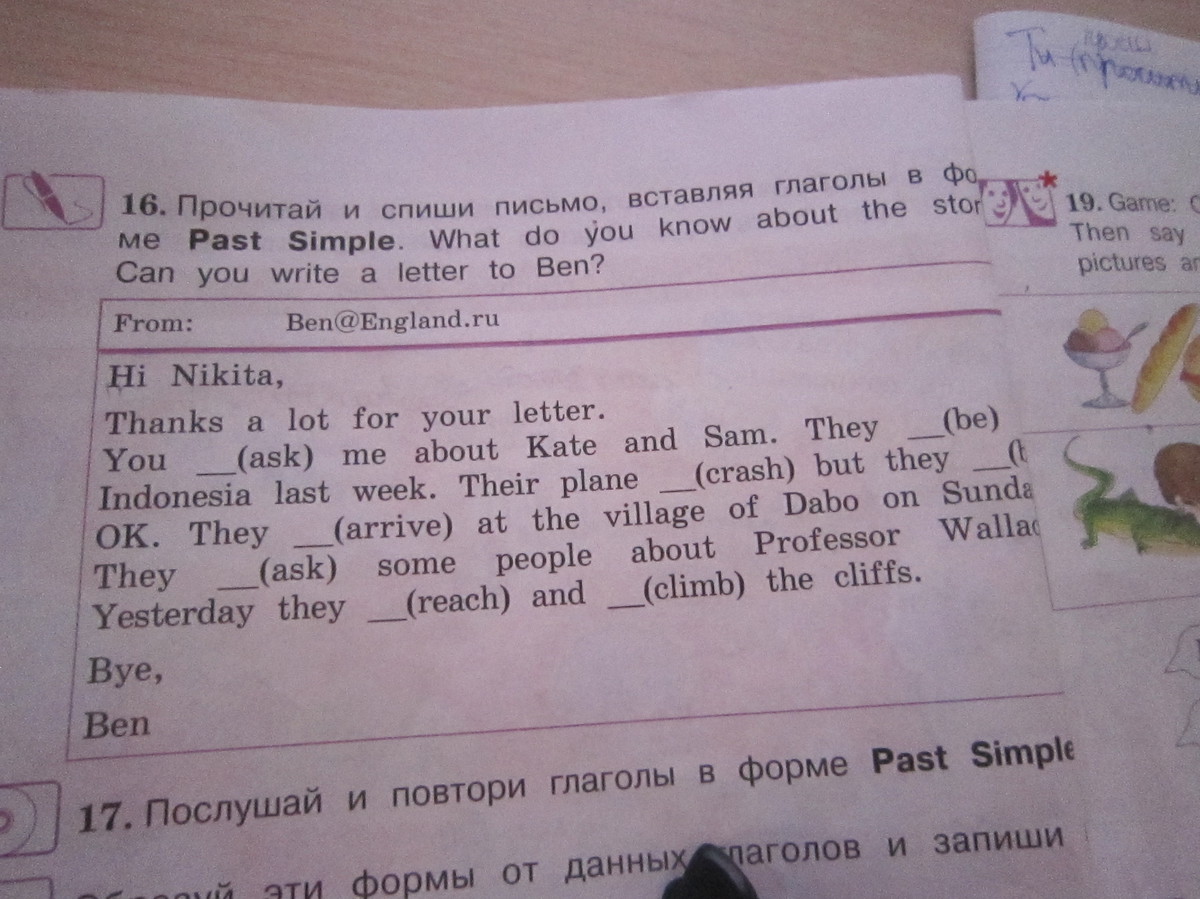 16. Прочитай и спиши письмо, вставляя глаголы в фо
ме Past Simple. What do you know about the stor
Can you write a letter to Ben?
From: Ben@England.ru
Hi Nikita,
Thanks a lot for your letter.
You __(ask) me about Kate and Sam. They __(be)
Indonesia last week. Their plane __(crash) but they __(
OK. They __(arrive) at the village of Dabo on Sunda
They __(ask) some people about Professor Wallac
Yesterday they __(reach) and __(climb) the cliffs.
Bye,
Ben
17. Послушай и повтори глаголы в форме Past Simple
эти формы от данных глаголов и запиши
19. Game:
Then say
pictures